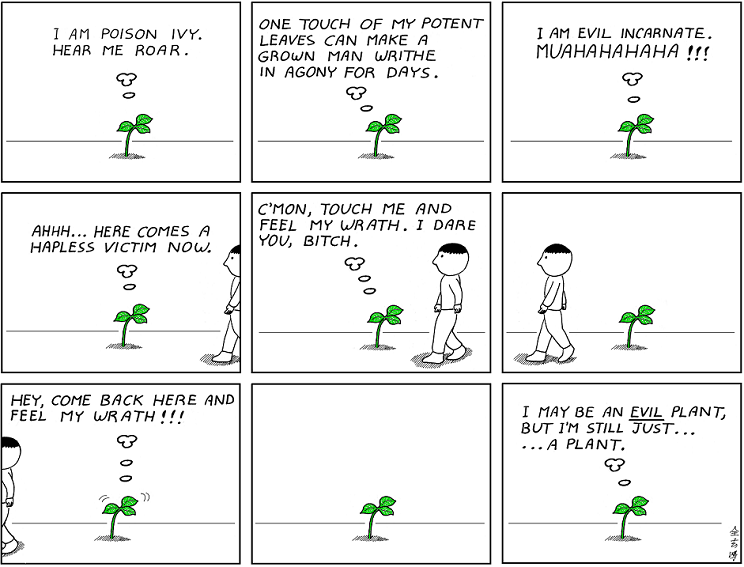 I AM POISON IVY.
HEAR ME ROAR.
ONE TOUCH OF MY POTENT
LEAVES CAN MAKE A
GROWN MAN WRITHE
IN AGONY FOR DAYS.
I AM EVIL INCARNATE.
MUAHAHAHAHA !!!
AHHH... HERE COMES A
HAPLESS VICTIM NOW.
C'MON, TOUCH ME AND
FEEL MY WRATH. I DARE
YOU, BITCH.
HEY, COME BACK HERE AND
FEEL MY WRATH!!!
I MAY BE AN EVIL PLANT,
BUT I'M STILL JUST...
...A PLANT.